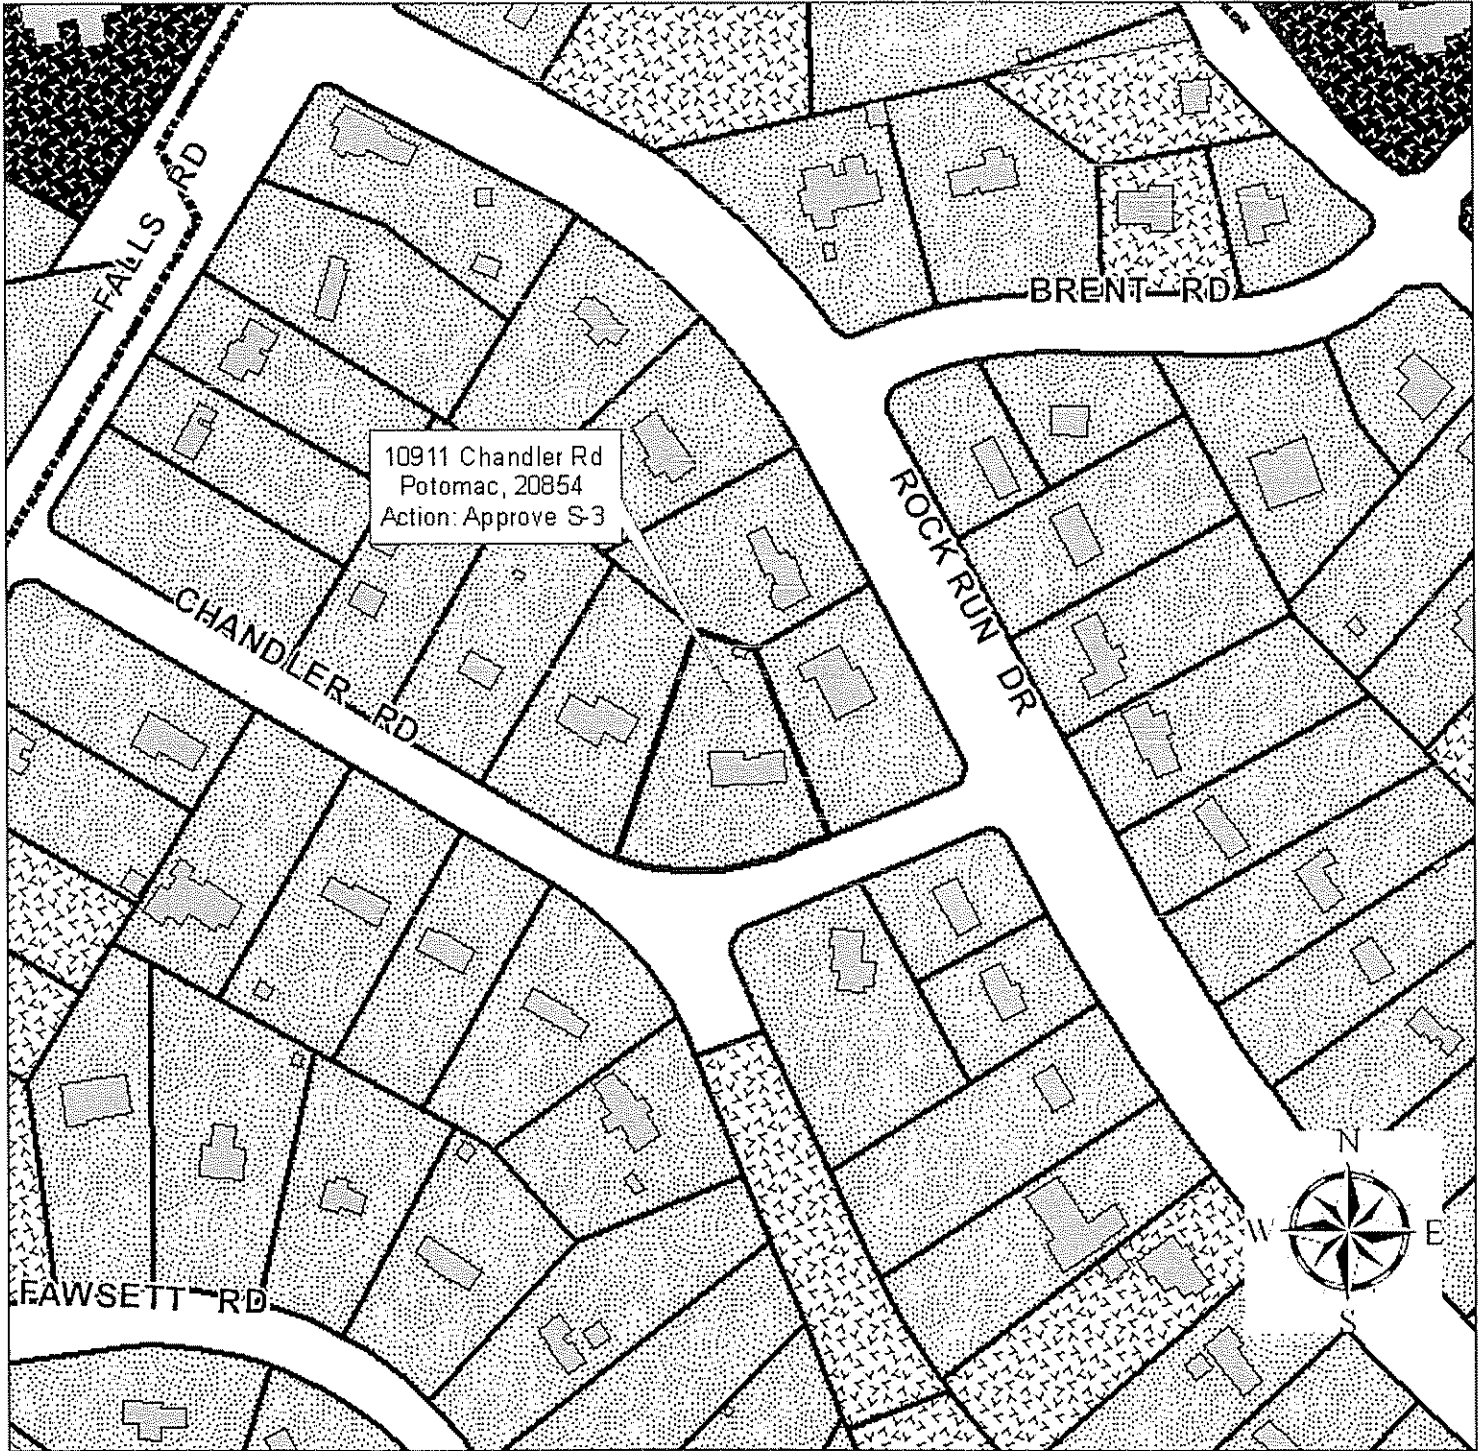 FALLS RD
BRENT RD
10911 Chandler Rd
Potomac, 20854
Action: Approve S-3
ROCK RUN DR
CHANDLER RD
N
W
E
S
FAWSETT RD